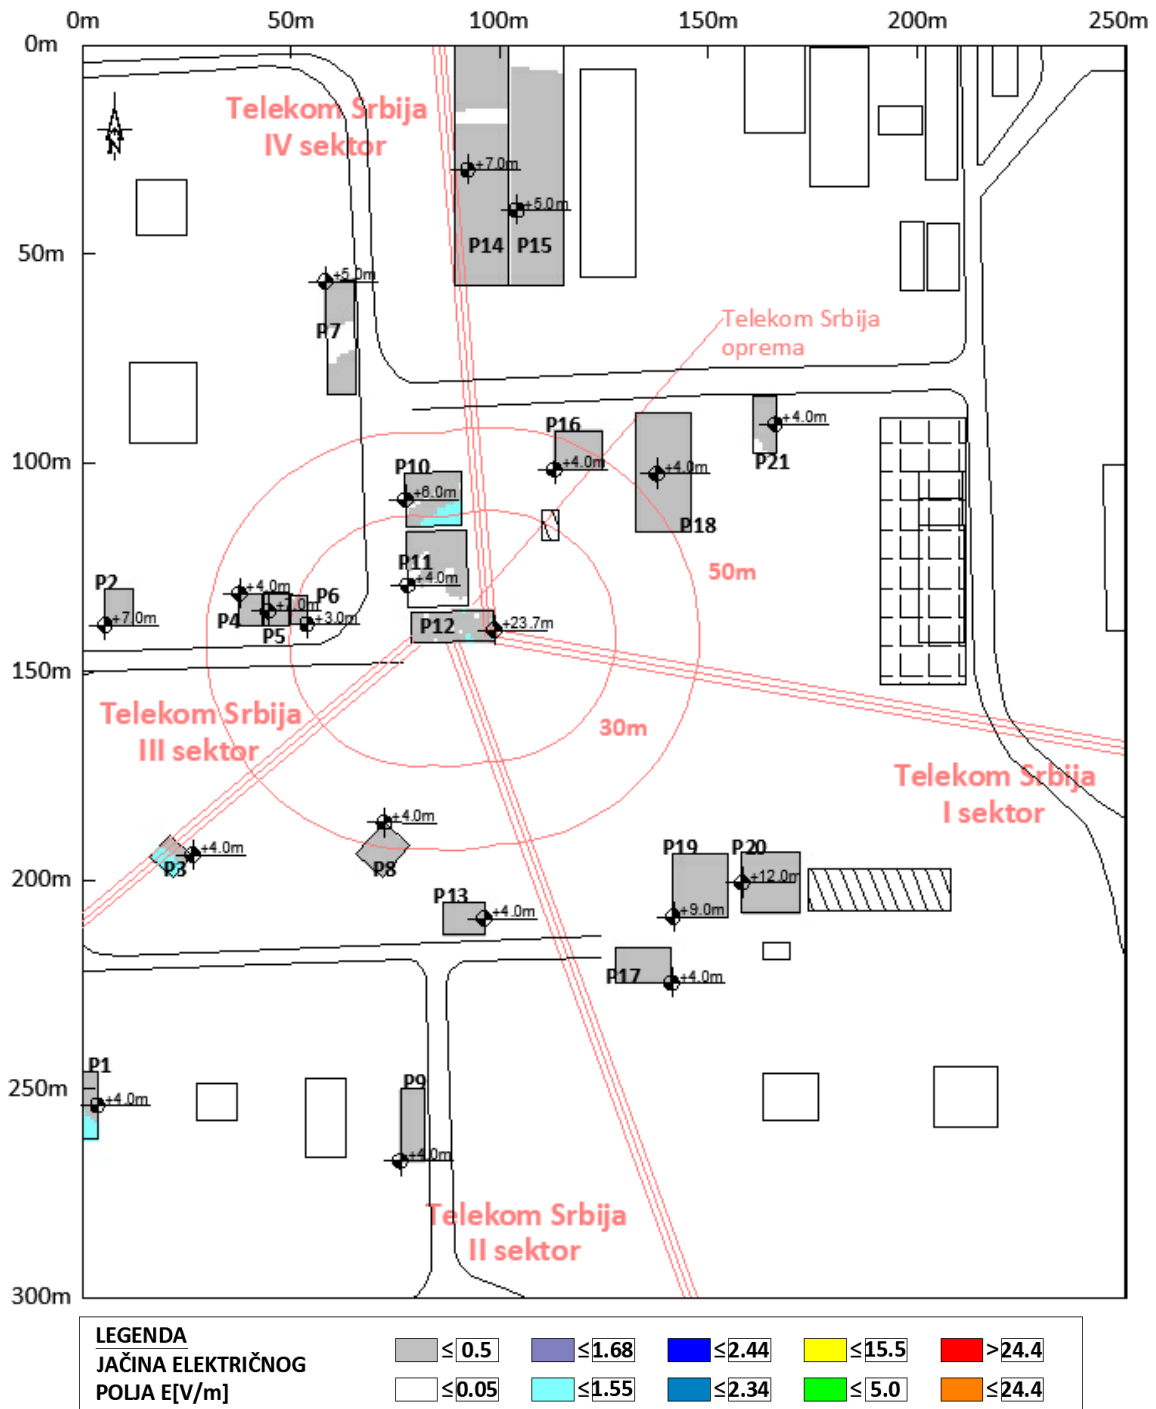 0m
50m
100m
150m
200m
250m
0m
50m
100m
150m
200m
250m
300m
Telekom Srbija
IV sektor
N
+7.0m
+5.0m
P14
P15
+5.0m
P7
Telekom Srbija
oprema
P16
+4.0m
+4.0m
P18
+4.0m
P21
P10
+6.0m
P11
+4.0m
50m
P2
+7.0m
+4.0m
P4
+7.0m
P5
P6
+3.0m
P12
+23.7m
Telekom Srbija
III sektor
30m
Telekom Srbija
I sektor
+4.0m
P3
+4.0m
P8
P13
+4.0m
P19
+9.0m
P20
+12.0m
P17
+4.0m
P1
+4.0m
P9
+4.0m
Telekom Srbija
II sektor
LEGENDA
JAČINA ELEKTRIČNOG
POLJA E[V/m]
≤ 0.5
≤1.68
≤2.44
≤15.5
>24.4
≤0.05
≤1.55
≤2.34
≤ 5.0
≤24.4